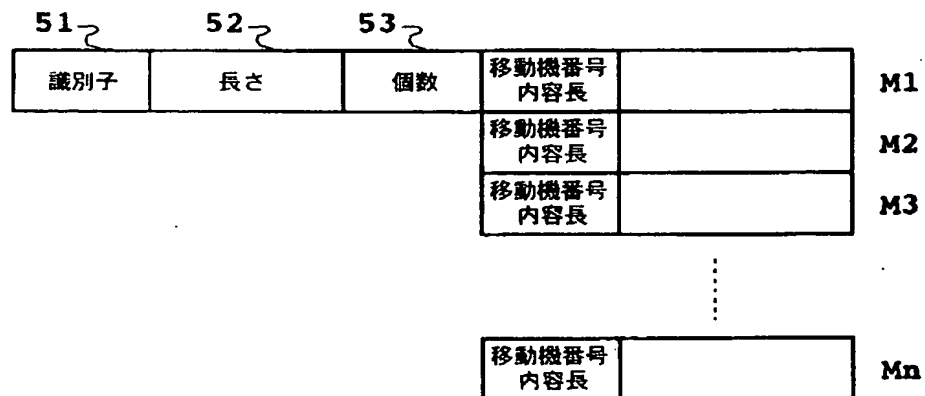 51 52 53
識別子 長さ 個数 移動機番号 M1
内容長
移動機番号 M2
内容長
移動機番号 M3
内容長
移動機番号 Mn
内容長